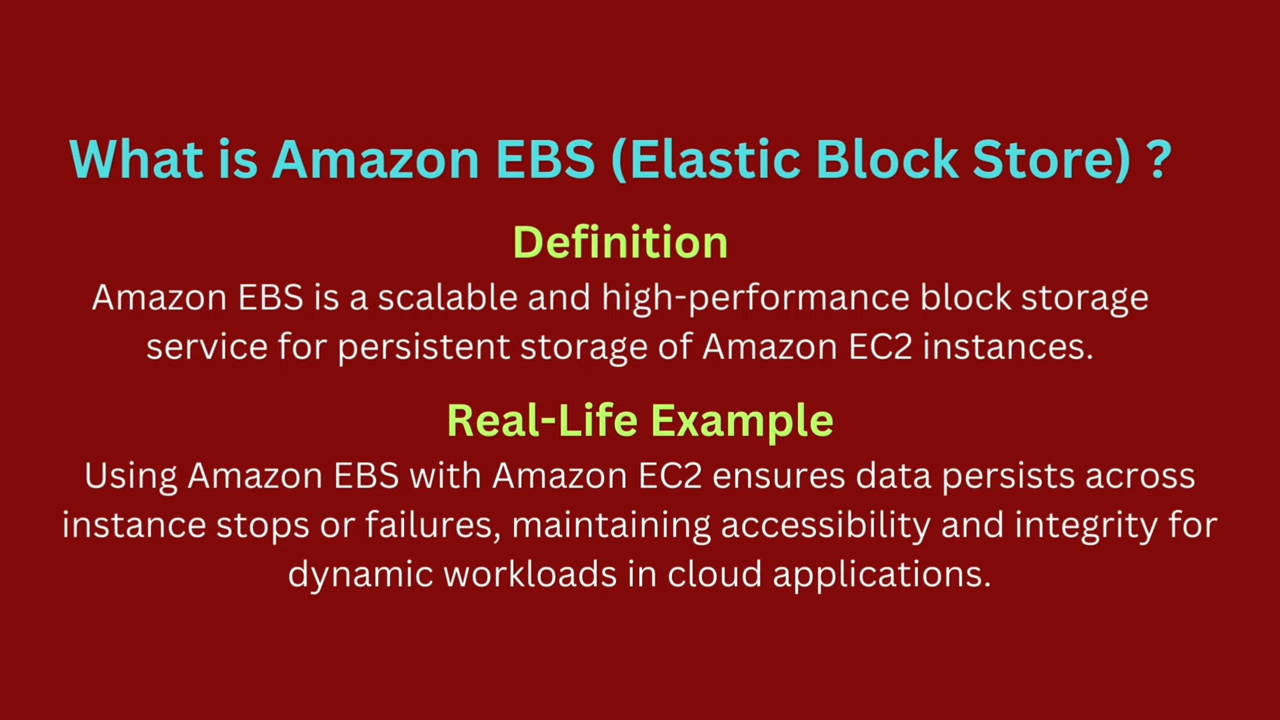 What is Amazon EBS (Elastic Block Store) ?
Definition
Amazon EBS is a scalable and high-performance block storage
service for persistent storage of Amazon EC2 instances.
Real-Life Example
Using Amazon EBS with Amazon EC2 ensures data persists across
instance stops or failures, maintaining accessibility and integrity for
dynamic workloads in cloud applications.